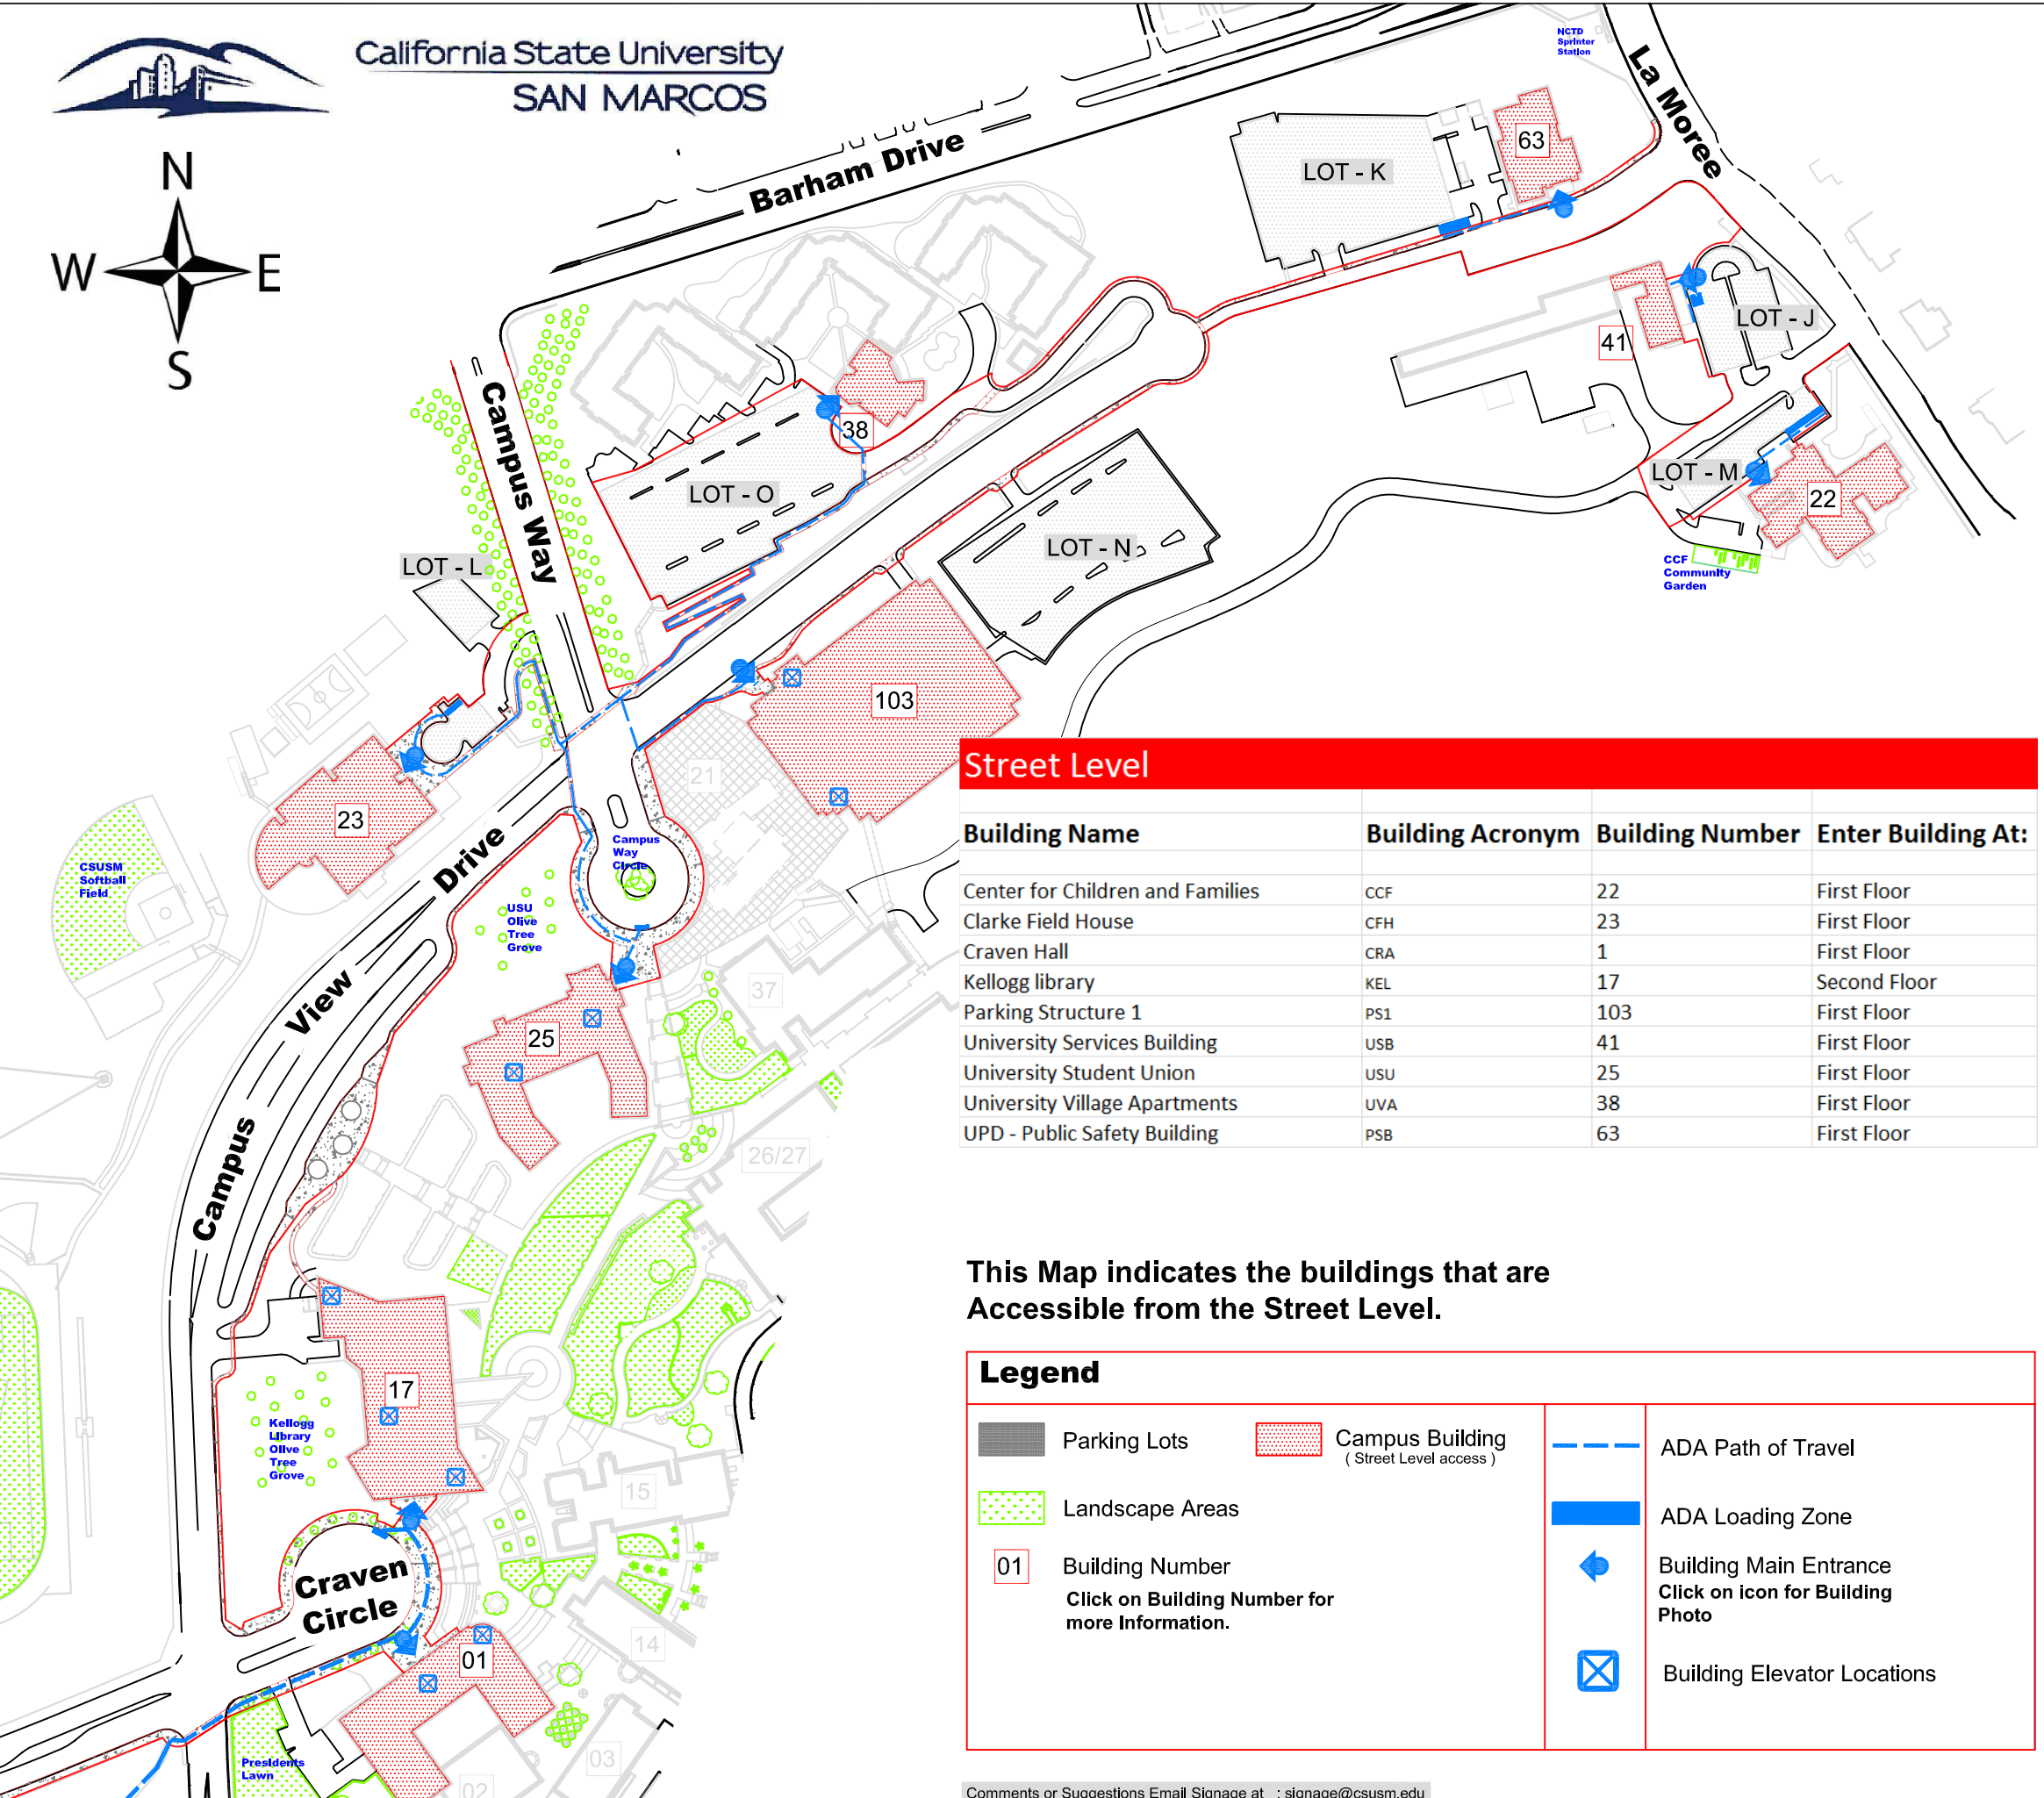 California State University
SAN MARCOS
N
W E
S
NCTD
Sprinter
Station
La Moree
Barham Drive
LOT - K
63
LOT - J
41
Campus Way
38
LOT - O
LOT - M
22
LOT - N
LOT - L
CCF
Community
Garden
103
21
23
Campus
Way
Circle
CSUSM
Softball
Field
USU
Olive
Tree
Grove
Campus View Drive
37
25
26/27
Street Level
Building Name Building Acronym Building Number Enter Building At:
Center for Children and Families CCF 22 First Floor
Clarke Field House CFH 23 First Floor
Craven Hall CRA 1 First Floor
Kellogg library KEL 17 Second Floor
Parking Structure 1 PS1 103 First Floor
University Services Building USB 41 First Floor
University Student Union USU 25 First Floor
University Village Apartments UVA 38 First Floor
UPD - Public Safety Building PSB 63 First Floor
This Map indicates the buildings that are
Accessible from the Street Level.
17
Kellogg
Library
Olive
Tree
Grove
15
Craven
Circle
14
01
03
02
Presidents
Lawn
Legend
Parking Lots
Campus Building
( Street Level access )
ADA Path of Travel
Landscape Areas
ADA Loading Zone
01
Building Number
Click on Building Number for
more Information.
Building Main Entrance
Click on icon for Building
Photo
Building Elevator Locations
Comments or Suggestions Email Signage at : signage@csusm.edu